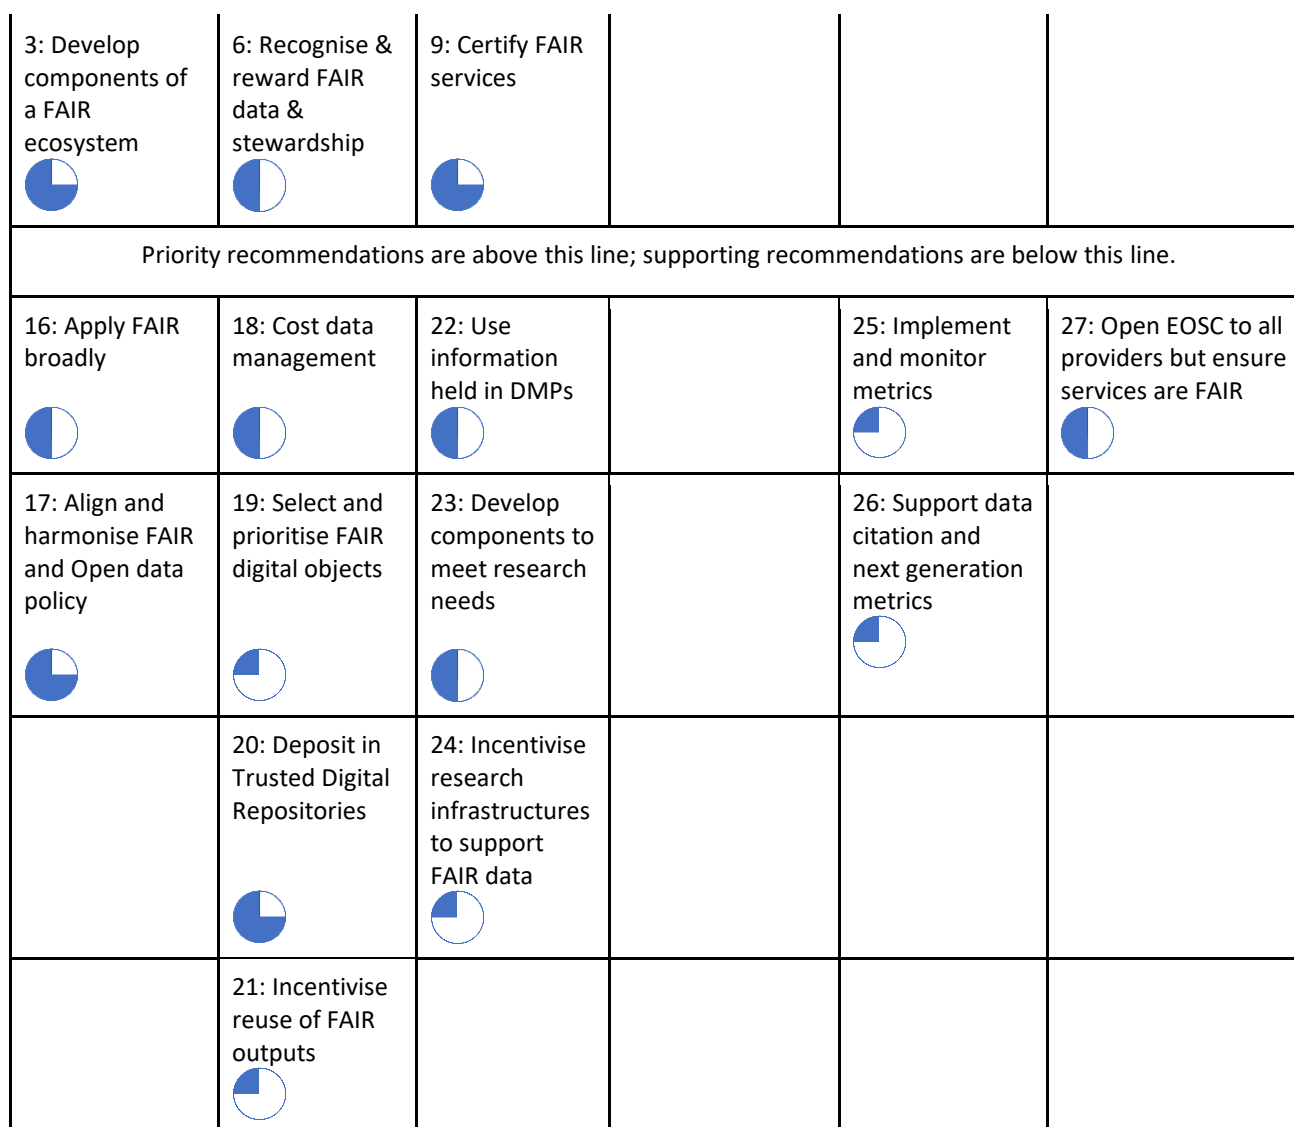 3: Develop
components of
a FAIR
ecosystem
6: Recognise &
reward FAIR
data &
stewardship
9: Certify FAIR
services
Priority recommendations are above this line; supporting recommendations are below this line.
16: Apply FAIR
broadly
18: Cost data
management
22: Use
information
held in DMPs
25: Implement
and monitor
metrics
27: Open EOSC to all
providers but ensure
services are FAIR
17: Align and
harmonise FAIR
and Open data
policy
19: Select and
prioritise FAIR
digital objects
23: Develop
components to
meet research
needs
26: Support data
citation and
next generation
metrics
20: Deposit in
Trusted Digital
Repositories
24: Incentivise
research
infrastructures
to support
FAIR data
21: Incentivise
reuse of FAIR
outputs